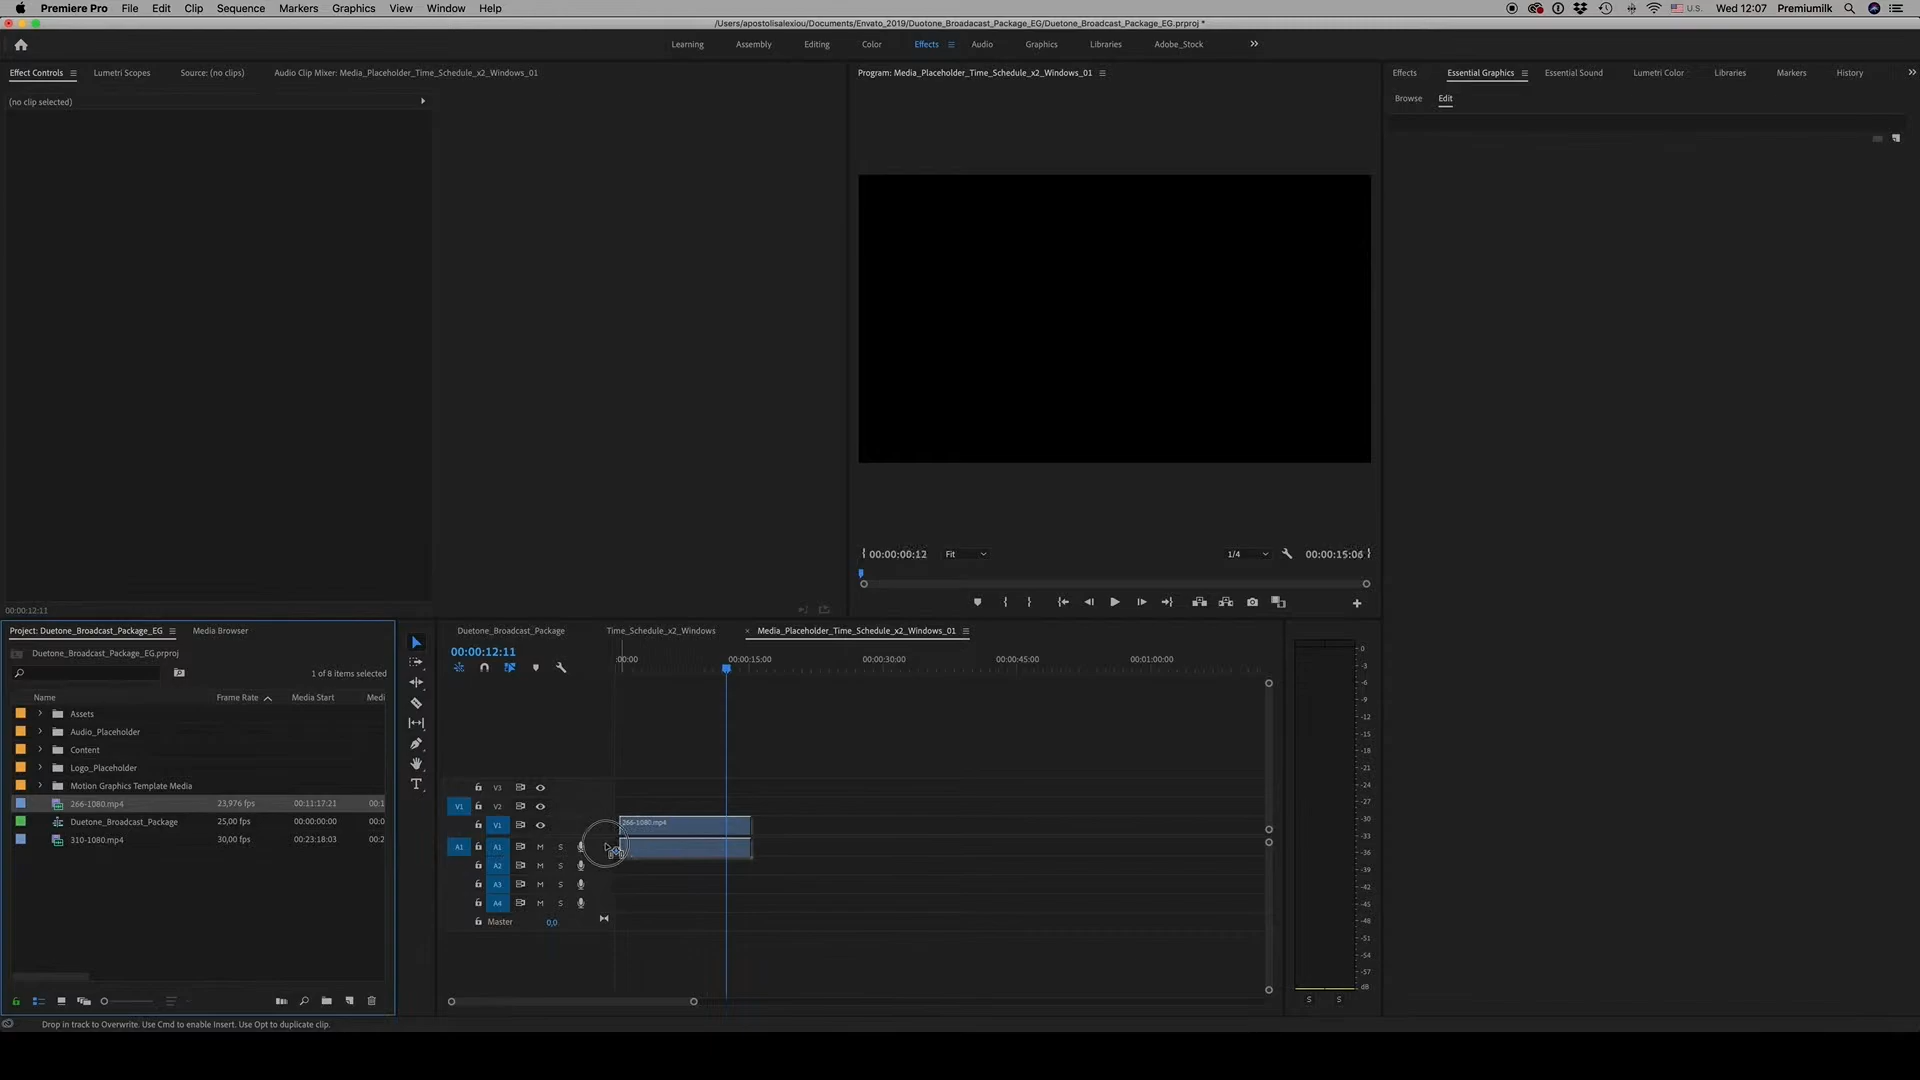 Premiere Pro File Edit Clip Sequence Markers Graphics View Window Help U.S. Wed 12:07 Premiumilk
/Users/apostolisalexiou/Documents/Envato_2019/Duotone_Broadacast_Package_EG/Duetone_Broadcast_Package_EG.prproj *
Learning Assembly Editing Color Effects Audio Graphics Libraries Adobe_Stock
Effect Controls Lumetri Scopes Source: (no clips) Audio Clip Mixer: Media_Placeholder_Time_Schedule_x2_Windows_01
Program: Media_Placeholder_Time_Schedule_x2_Windows_01
Effects Essential Graphics Essential Sound Lumetri Color Libraries Markers History
(no clip selected)
Browse Edit
00:00:00:12 Fit 1/4 00:00:15:06
00:00:12:11
Project: Duetone_Broadcast_Package_EG Media Browser
Duetone_Broadcast_Package_EG.prproj
1 of 8 items selected
Name Frame Rate Media Start Medi
Assets
Audio_Placeholder
Content
Logo_Placeholder
Motion Graphics Template Media
266-1080.mp4 23,976 fps 00:11:17:21 00:1
Duetone_Broadcast_Package 25,00 fps 00:00:00:00 00:0
310-1080.mp4 30,00 fps 00:23:18:03 00:2
Duetone_Broadcast_Package Time_Schedule_x2_Windows × Media_Placeholder_Time_Schedule_x2_Windows_01
00:00:12:11
:00:00 00:00:15:00 00:00:30:00 00:00:45:00 00:01:00:00
V3
V1 V2
V1 266-1080.mp4
A1 A1 M S
A2 M S
A3 M S
A4 M S
Master 0,0
0
-3
-6
-9
-12
-15
-18
-21
-24
-27
-30
-33
-36
-39
-42
-45
-48
-51
-54
-57
dB
S S
Drop in track to Overwrite. Use Cmd to enable Insert. Use Opt to duplicate clip.